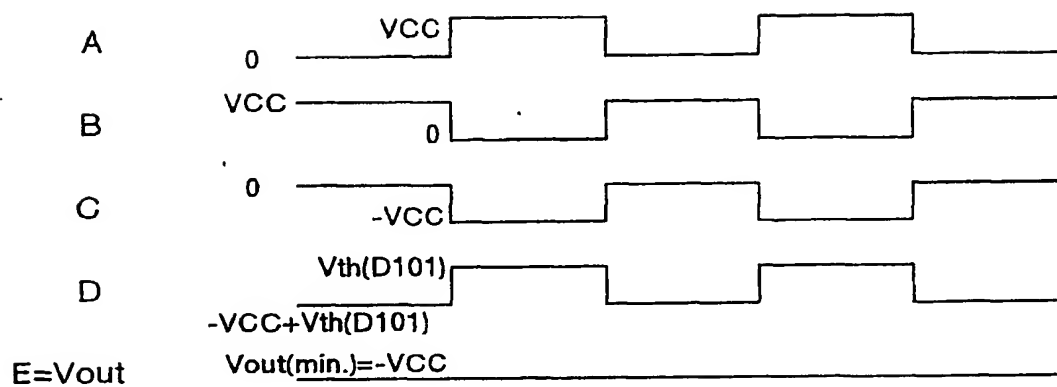 A VCC
0
VCC
B 0
0
C -VCC
Vth(D101)
D
-VCC+Vth(D101)
E=Vout Vout(min.)=-VCC